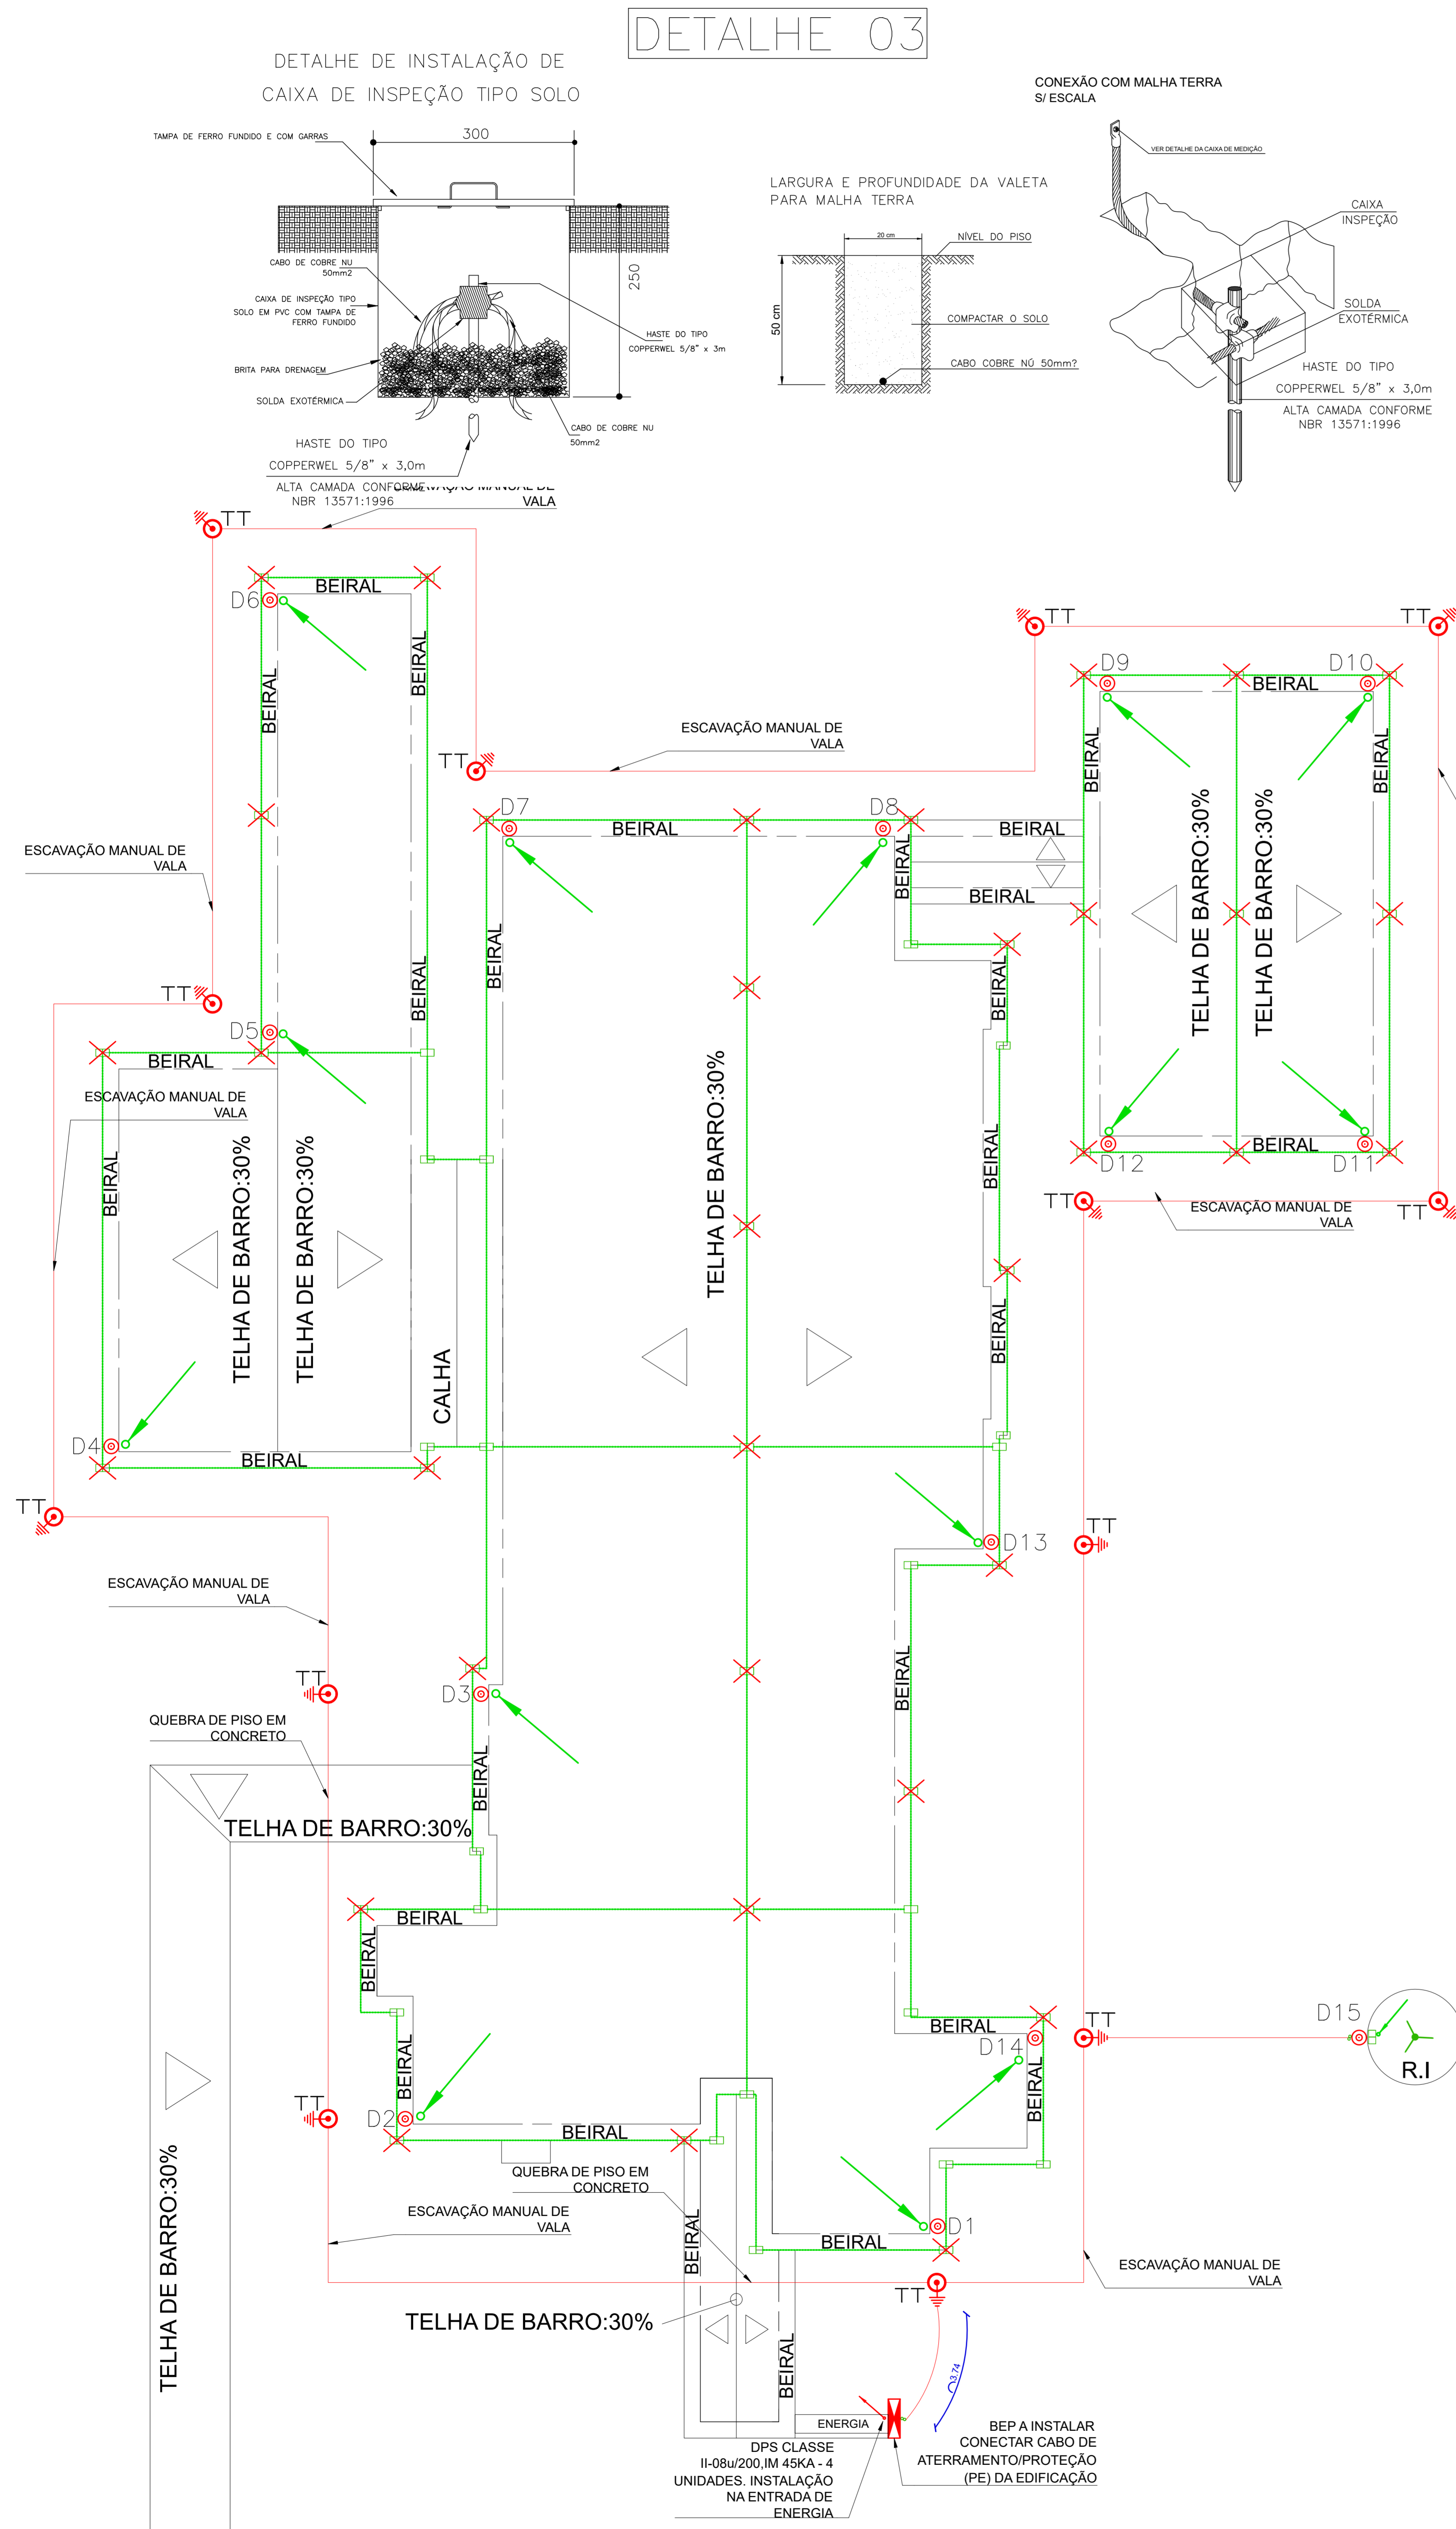 DETALHE 03
DETALHE DE INSTALAÇÃO DE
CAIXA DE INSPEÇÃO TIPO SOLO
TAMPA DE FERRO FUNDIDO E COM GARRAS
300
250
CABO DE COBRE NU
50mm2
CAIXA DE INSPEÇÃO TIPO
SOLO EM PVC COM TAMPA DE
FERRO FUNDIDO
HASTE DO TIPO
COPPERWEL 5/8" x 3m
BRITA PARA DRENAGEM
SOLDA EXOTÉRMICA
CABO DE COBRE NU
50mm2
HASTE DO TIPO
COPPERWEL 5/8" x 3,0m
ALTA CAMADA CONFORME
NBR 13571:1996
LARGURA E PROFUNDIDADE DA VALETA
PARA MALHA TERRA
20 cm
NÍVEL DO PISO
50 cm
COMPACTAR O SOLO
CABO COBRE NÚ 50mm?
CONEXÃO COM MALHA TERRA
S/ ESCALA
VER DETALHE DA CAIXA DE MEDIÇÃO
CAIXA
INSPEÇÃO
SOLDA
EXOTÉRMICA
HASTE DO TIPO
COPPERWEL 5/8" x 3,0m
ALTA CAMADA CONFORME
NBR 13571:1996
ESCAVAÇÃO MANUAL DE
VALA
TT
BEIRAL
D6
BEIRAL
BEIRAL
TT
TT
D9
D10
BEIRAL
ESCAVAÇÃO MANUAL DE
VALA
TT
BEIRAL
BEIRAL
D7
BEIRAL
D8
BEIRAL
BEIRAL
BEIRAL
TELHA DE BARRO:30%
TELHA DE BARRO:30%
ESCAVAÇÃO MANUAL DE
VALA
BEIRAL
BEIRAL
BEIRAL
TT
D5
BEIRAL
ESCAVAÇÃO MANUAL DE
VALA
TELHA DE BARRO:30%
BEIRAL
BEIRAL
D12
BEIRAL
D11
TT
ESCAVAÇÃO MANUAL DE
VALA
TT
TELHA DE BARRO:30%
TELHA DE BARRO:30%
BEIRAL
CALHA
D4
BEIRAL
TT
D13
TT
ESCAVAÇÃO MANUAL DE
VALA
TT
D3
BEIRAL
QUEBRA DE PISO EM
CONCRETO
BEIRAL
TELHA DE BARRO:30%
BEIRAL
BEIRAL
BEIRAL
D14
TT
D15
R.I
BEIRAL
BEIRAL
TT
D2
BEIRAL
QUEBRA DE PISO EM
CONCRETO
ESCAVAÇÃO MANUAL DE
VALA
TELHA DE BARRO:30%
BEIRAL
D1
BEIRAL
ESCAVAÇÃO MANUAL DE
VALA
TT
TELHA DE BARRO:30%
BEIRAL
3.74
ENERGIA
DPS CLASSE
II-08u/200,IM 45KA - 4
UNIDADES. INSTALAÇÃO
NA ENTRADA DE
ENERGIA
BEP A INSTALAR
CONECTAR CABO DE
ATERRAMENTO/PROTEÇÃO
(PE) DA EDIFICAÇÃO